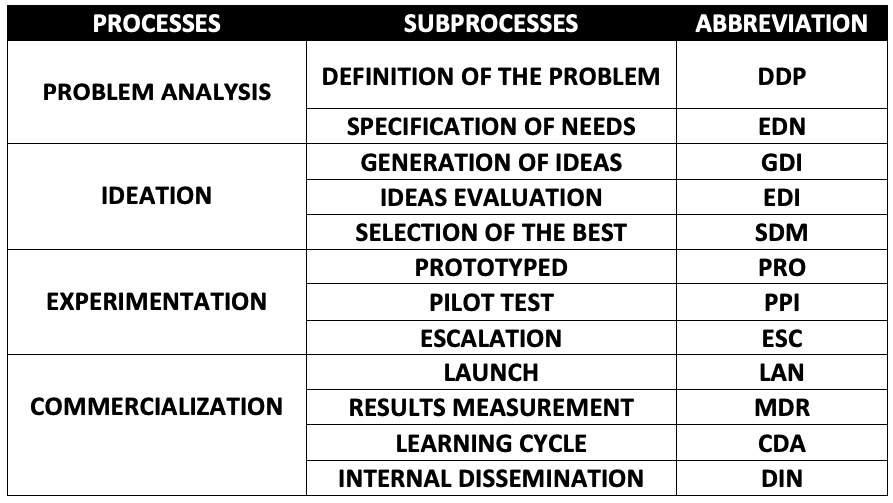 PROCESSES SUBPROCESSES ABBREVIATION
PROBLEM ANALYSIS
DEFINITION OF THE PROBLEM DDP
SPECIFICATION OF NEEDS EDN
IDEATION
GENERATION OF IDEAS GDI
IDEAS EVALUATION EDI
SELECTION OF THE BEST SDM
EXPERIMENTATION
PROTOTYPED PRO
PILOT TEST PPI
ESCALATION ESC
COMMERCIALIZATION
LAUNCH LAN
RESULTS MEASUREMENT MDR
LEARNING CYCLE CDA
INTERNAL DISSEMINATION DIN